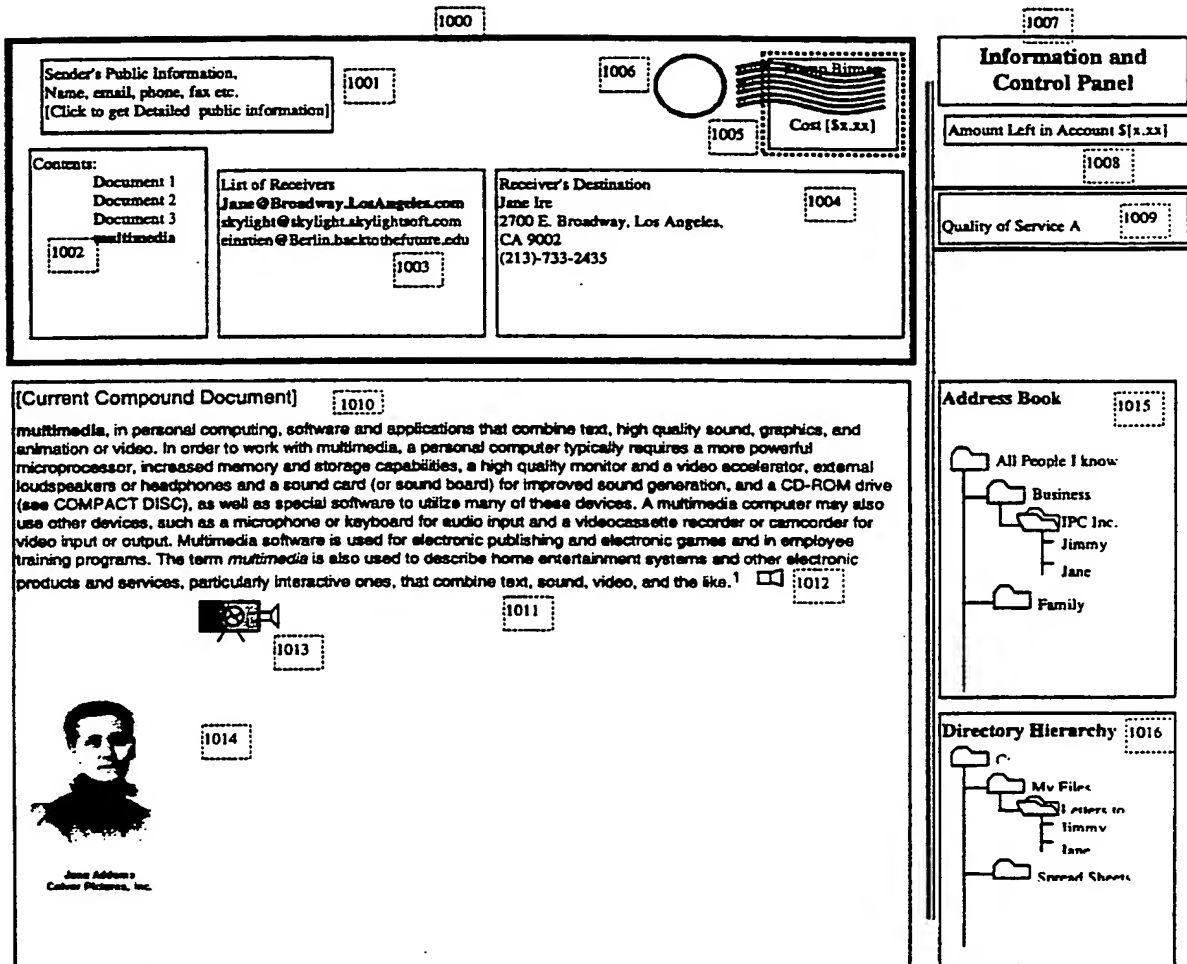 1000
Sender's Public Information,
Name, email, phone, fax etc.
[Click to get Detailed public information]
1001
1006
1005
Cost [$x.xx]
Contents:
Document 1
Document 2
Document 3
multimedia
1002
List of Receivers
Jane@Broadway.LosAngeles.com
skylight@skylight.skylightsoft.com
einstien@Berlin.backtothefuture.edu
1003
Receiver's Destination
Jane Ire
2700 E. Broadway, Los Angeles,
CA 9002
(213)-733-2435
1004
1007
Information and
Control Panel
Amount Left in Account $[x.xx]
1008
Quality of Service A
1009
[Current Compound Document]
1010
multimedia, in personal computing, software and applications that combine text, high quality sound, graphics, and
animation or video. In order to work with multimedia, a personal computer typically requires a more powerful
microprocessor, increased memory and storage capabilities, a high quality monitor and a video accelerator, external
loudspeakers or headphones and a sound card (or sound board) for improved sound generation, and a CD-ROM drive
(see COMPACT DISC), as well as special software to utilize many of these devices. A multimedia computer may also
use other devices, such as a microphone or keyboard for audio input and a videocassette recorder or camcorder for
video input or output. Multimedia software is used for electronic publishing and electronic games and in employee
training programs. The term multimedia is also used to describe home entertainment systems and other electronic
products and services, particularly interactive ones, that combine text, sound, video, and the like.1
1012
1011
1013
1014
Jane Addams
Culver Pictures, Inc.
Address Book
1015
All People I know
Business
IPC Inc.
Jimmy
Jane
Family
Directory Hierarchy
1016
My Files
Letters to
Jimmy
Jane
Spread Sheets